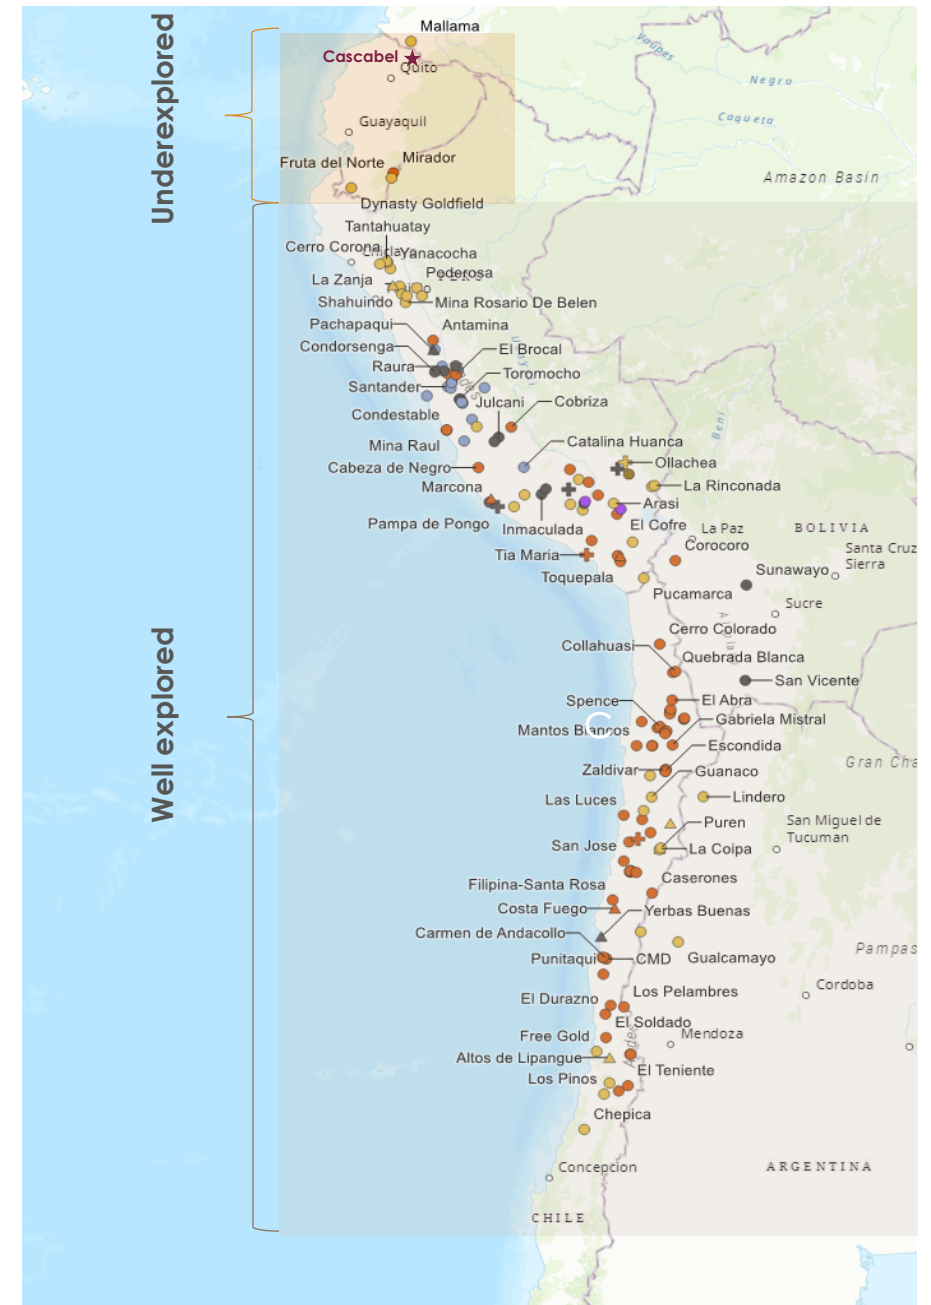 Underexplored
Well explored
Mallama
Cascabel
Quito
Vaupes
Negro
Caqueta
Guayaquil
Fruta del Norte
Mirador
Amazon Basin
Dynasty Goldfield
Tantahuatay
Cerro Corona
Yanacocha
Poderosa
La Zanja
PERU
Shahuindo
Mina Rosario De Belen
Pachapaqui
Antamina
Condorsenga
El Brocal
Raura
Toromocho
Santander
Julcani
Cobriza
Condestable
Mina Raul
Catalina Huanca
Beni
Cabeza de Negro
Ollachea
Marcona
La Rinconada
Arasi
Pampa de Pongo
Inmaculada
El Cofre
La Paz
BOLIVIA
Tia Maria
Corocoro
Santa Cruz
Sierra
Toquepala
Sunawayo
Pucamarca
Sucre
Cerro Colorado
Collahuasi
Quebrada Blanca
San Vicente
Spence
El Abra
Mantos Blancos
Gabriela Mistral
Escondida
Zaldivar
Guanaco
Gran Cha
Las Luces
Lindero
Puren
San Miguel de
Tucuman
San Jose
La Coipa
Filipina-Santa Rosa
Caserones
Costa Fuego
Yerbas Buenas
Carmen de Andacollo
Punitaqui
CMD
Gualcamayo
Pampas
Cordoba
El Durazno
Los Pelambres
El Soldado
Free Gold
Mendoza
Andes
Altos de Lipangue
El Teniente
Los Pinos
Chepica
Concepcion
ARGENTINA
CHILE